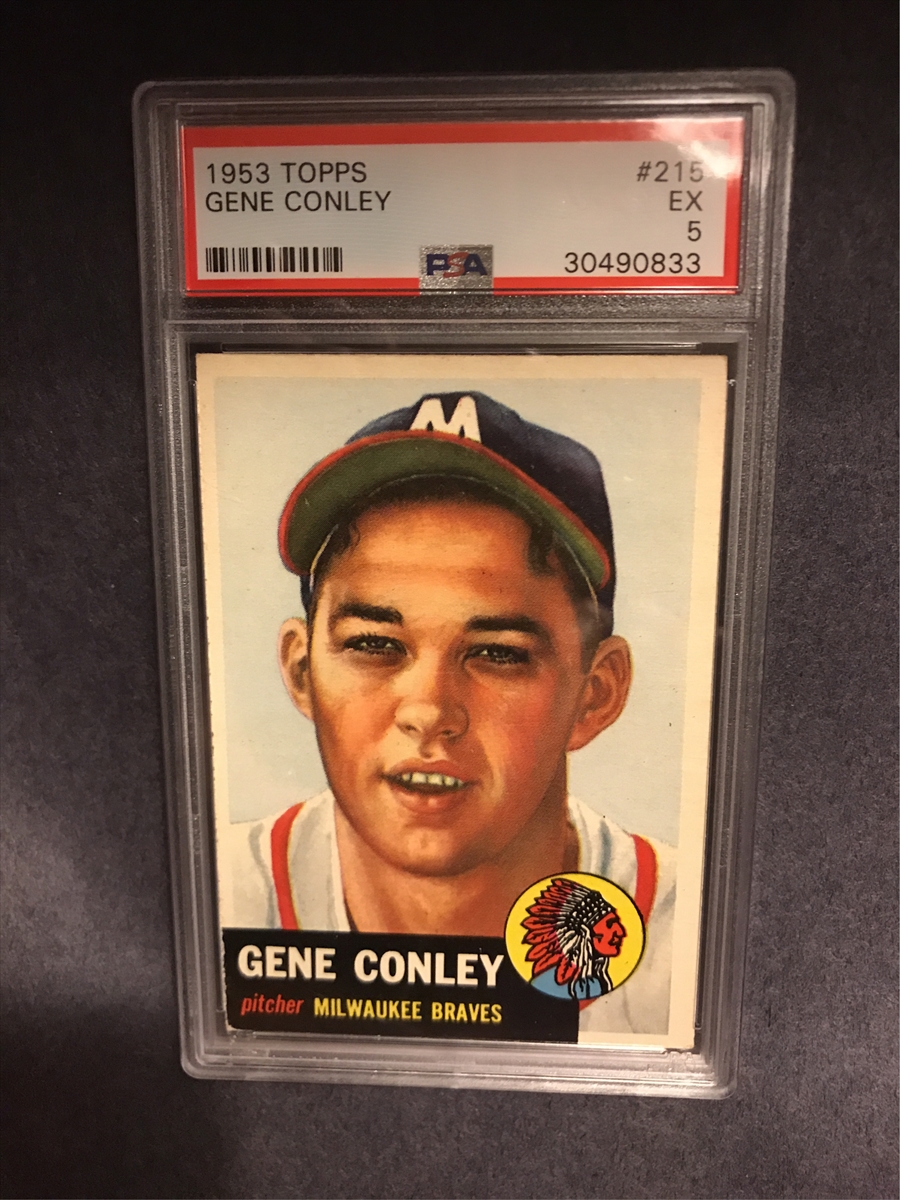 1953 TOPPS #215
GENE CONLEY EX
5
PSA 30490833
M
GENE CONLEY
pitcher MILWAUKEE BRAVES